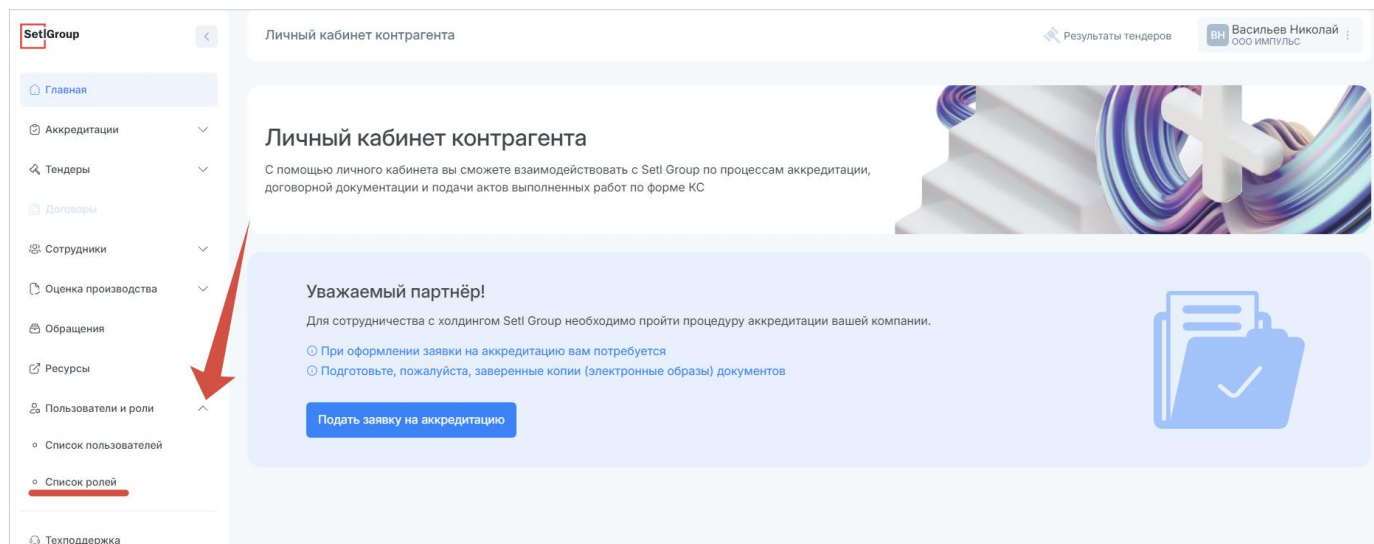 SetlGroup
Личный кабинет контрагента
Результаты тендеров
ВН
Васильев Николай
ООО ИМПУЛЬС
Главная
Аккредитации
Тендеры
Договоры
Сотрудники
Оценка производства
Обращения
Ресурсы
Пользователи и роли
Список пользователей
Список ролей
Техподдержка
Личный кабинет контрагента
С помощью личного кабинета вы сможете взаимодействовать с Setl Group по процессам аккредитации,
договорной документации и подачи актов выполненных работ по форме КС
Уважаемый партнёр!
Для сотрудничества с холдингом Setl Group необходимо пройти процедуру аккредитации вашей компании.
При оформлении заявки на аккредитацию вам потребуется
Подготовьте, пожалуйста, заверенные копии (электронные образы) документов
Подать заявку на аккредитацию